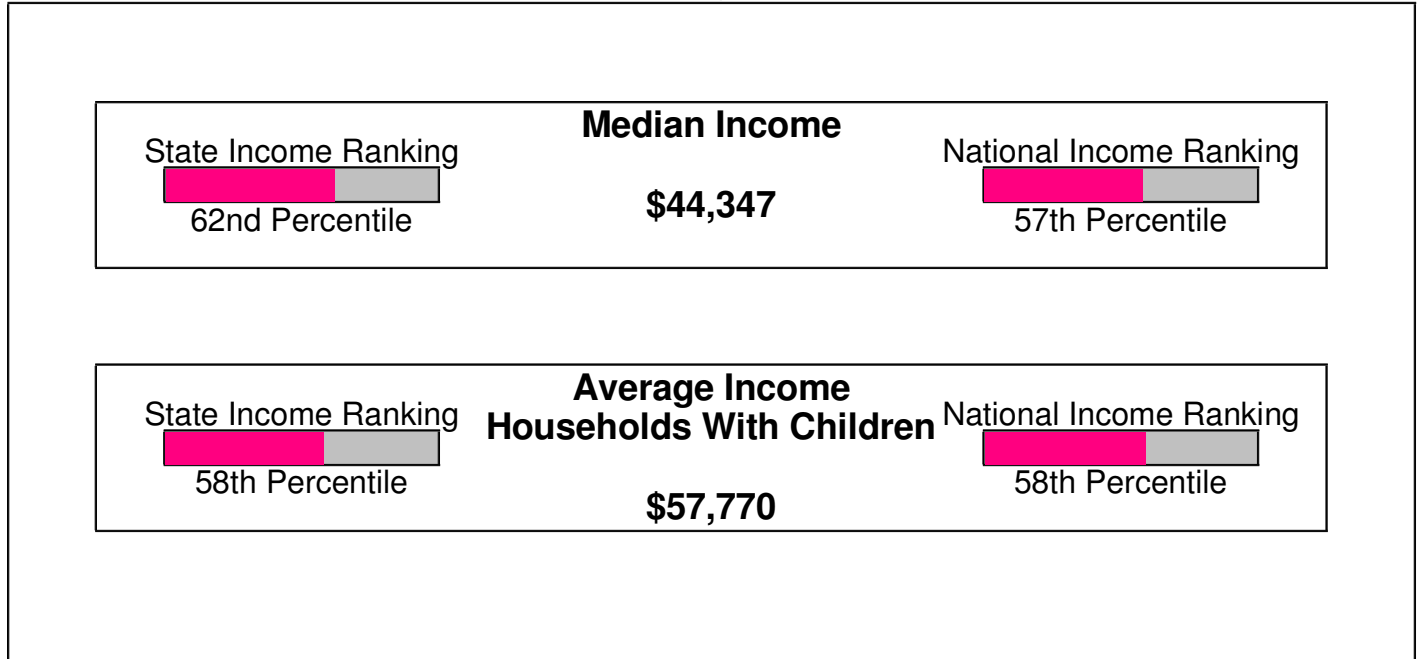 Median Income
State Income Ranking
62nd Percentile
$44,347
National Income Ranking
57th Percentile
Average Income
Households With Children
State Income Ranking
58th Percentile
$57,770
National Income Ranking
58th Percentile